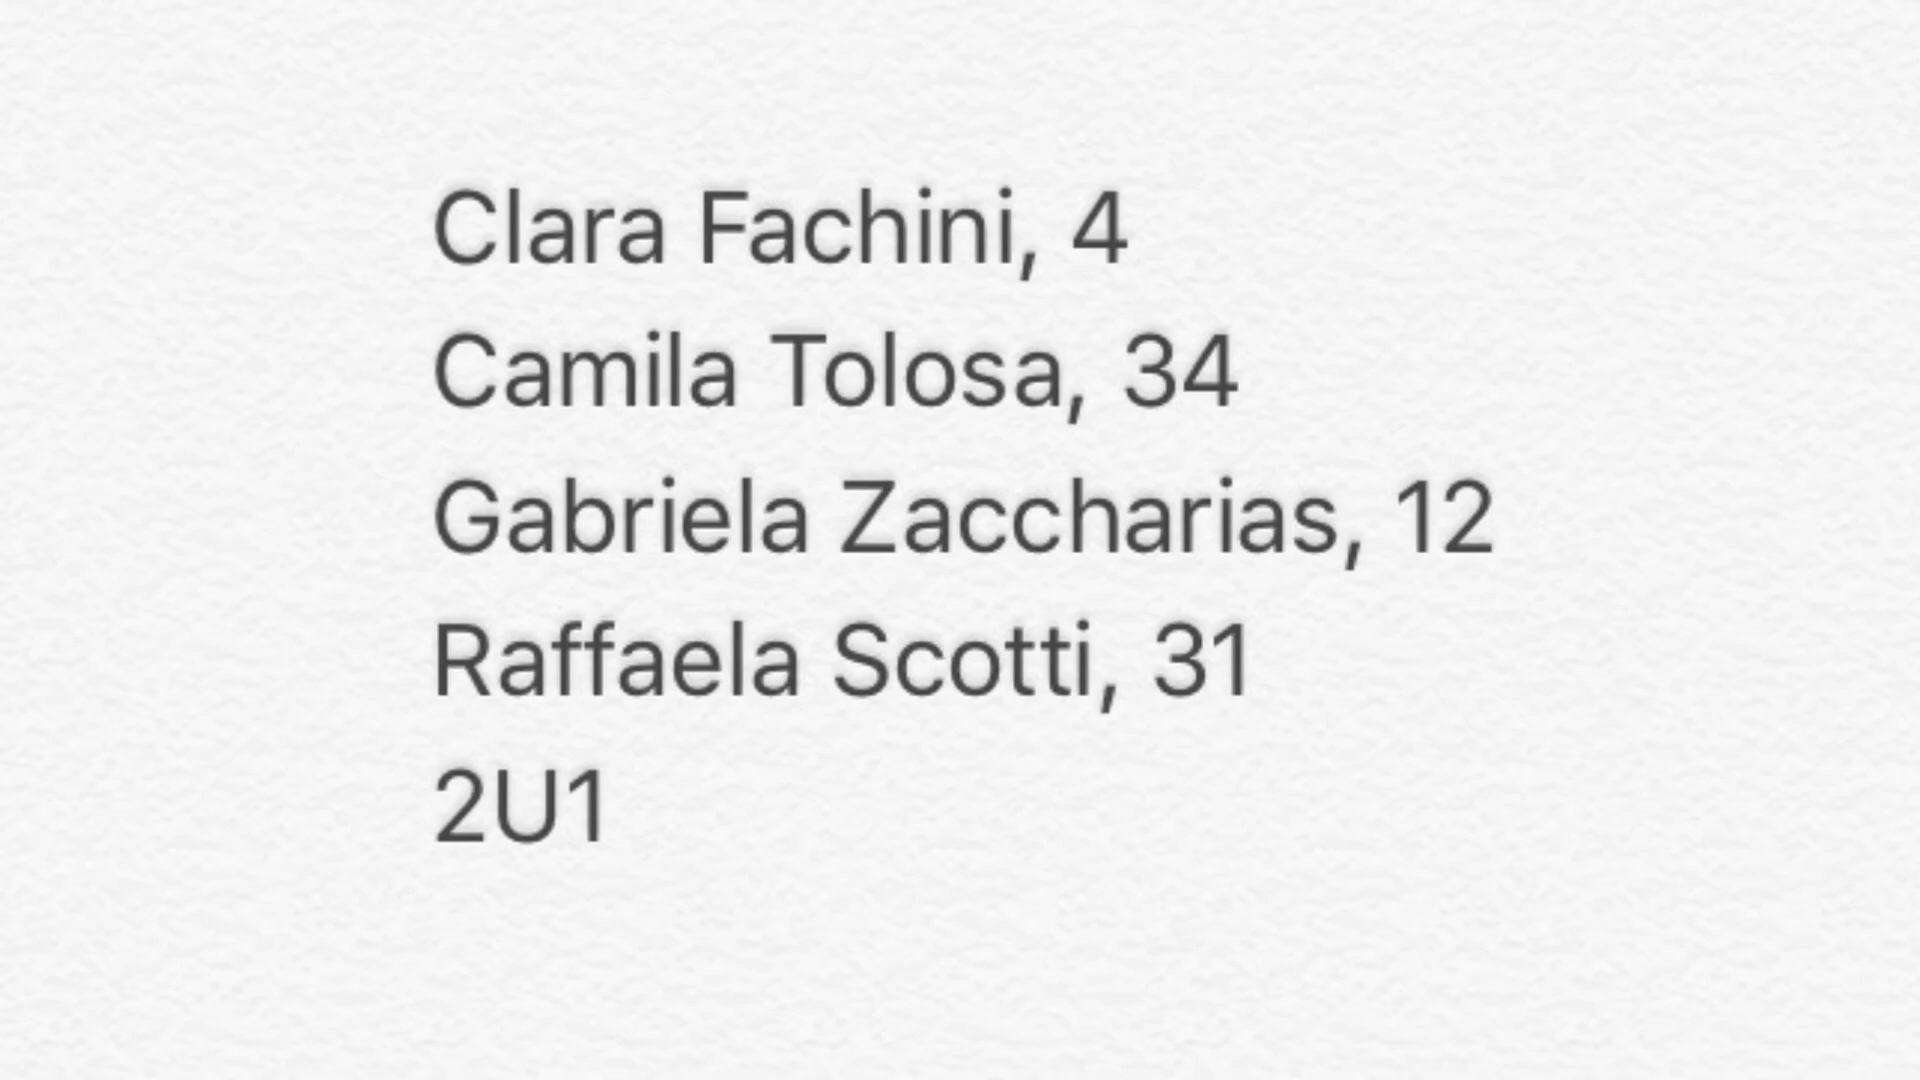 Clara Fachini, 4
Camila Tolosa, 34
Gabriela Zaccharias, 12
Raffaela Scotti, 31
2U1